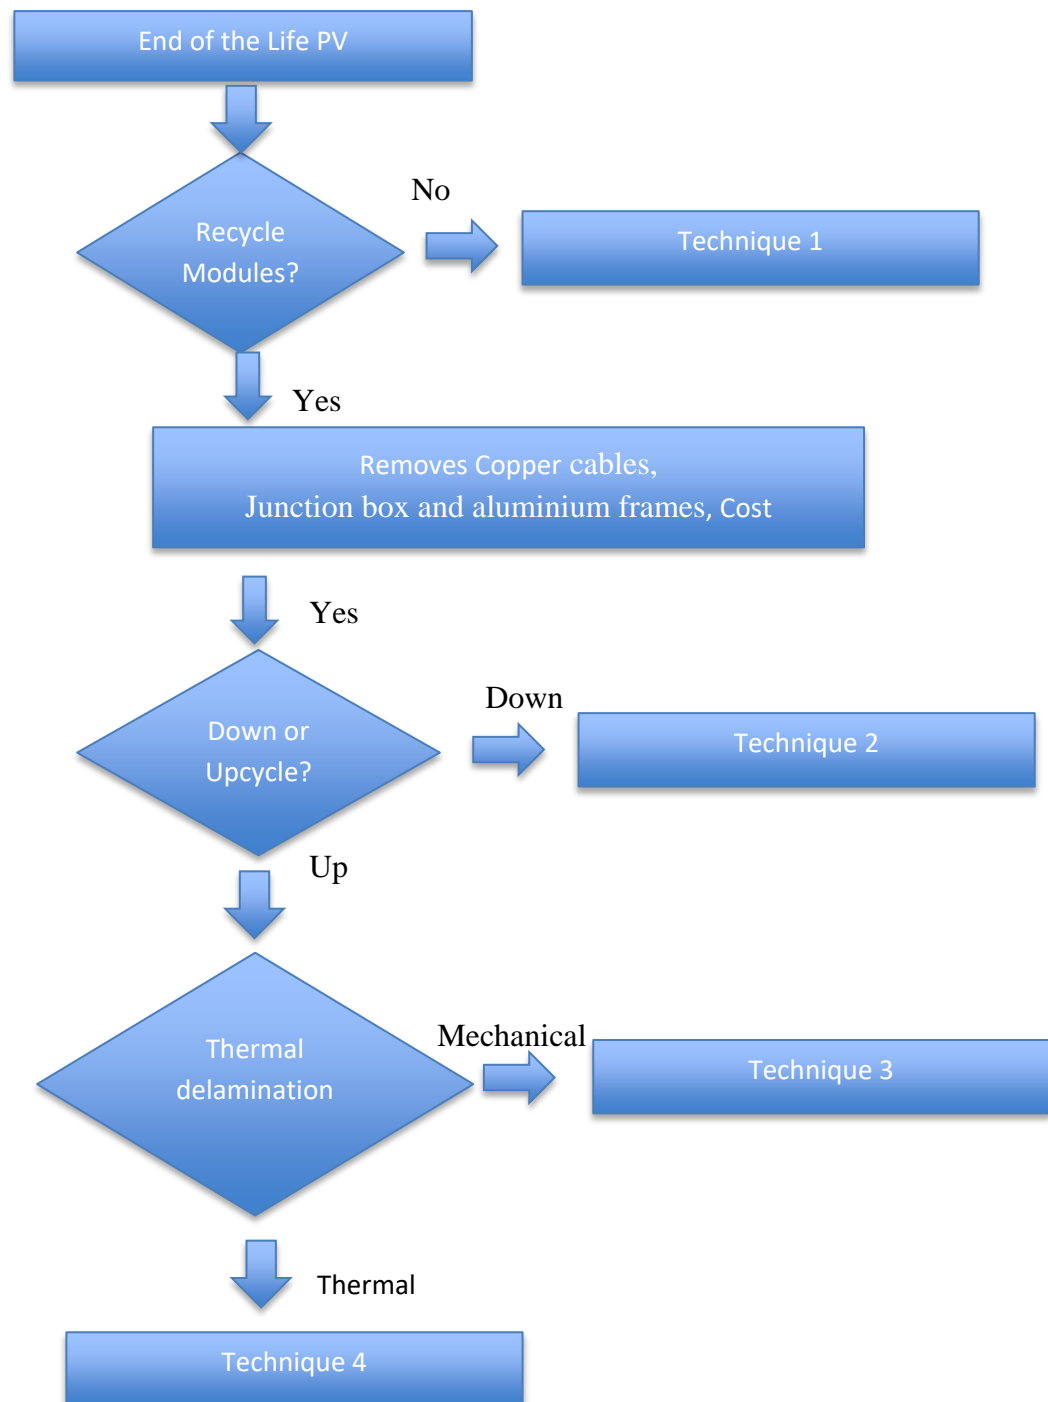 End of the Life PV
No
Recycle
Modules?
Technique 1
Yes
Removes Copper cables,
Junction box and aluminium frames, Cost
Yes
Down
Down or
Upcycle?
Technique 2
Up
Mechanical
Thermal
delamination
Technique 3
Thermal
Technique 4